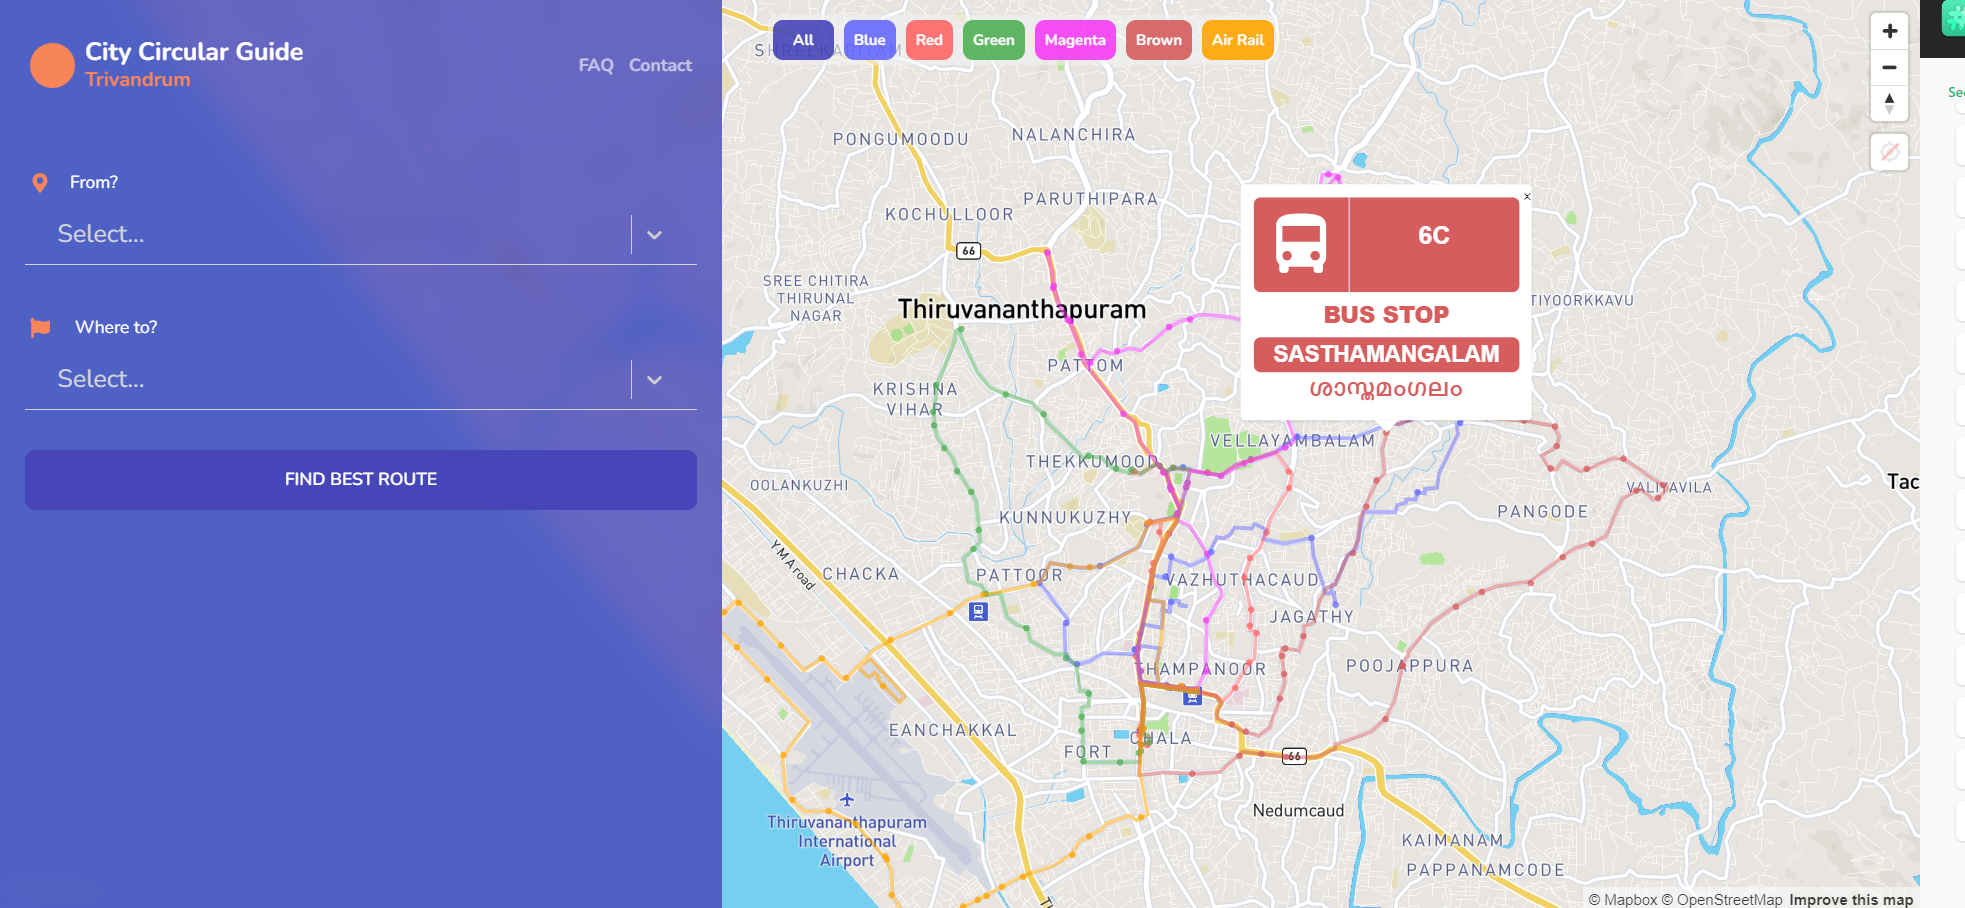 City Circular Guide
Trivandrum
FAQ Contact
From?
Select...
Where to?
Select...
FIND BEST ROUTE
All Blue Red Green Magenta Brown Air Rail
PONGUMOODU
NALANCHIRA
PARUTHIPARA
KOCHULLOOR
66
SREE CHITIRA
THIRUNAL
NAGAR
Thiruvananthapuram
6C
BUS STOP
SASTHAMANGALAM
ശാസ്തമംഗലം
TIYOORKKAVU
PATTOM
KRISHNA
VIHAR
VELLAYAMBALAM
THEKKUMOOD
OOLANKUZHI
VALIYAVILA
Tac
PANGODE
KUNNUKUZHY
Y.M.A road
CHACKA
PATTOOR
VAZHUTHACAUD
JAGATHY
THAMPANOOR
POOJAPPURA
EANCHAKKAL
FORT
CHALA
66
Nedumcaud
Thiruvananthapuram
International
Airport
KAIMANAM
PAPPANAMCODE
© Mapbox © OpenStreetMap Improve this map